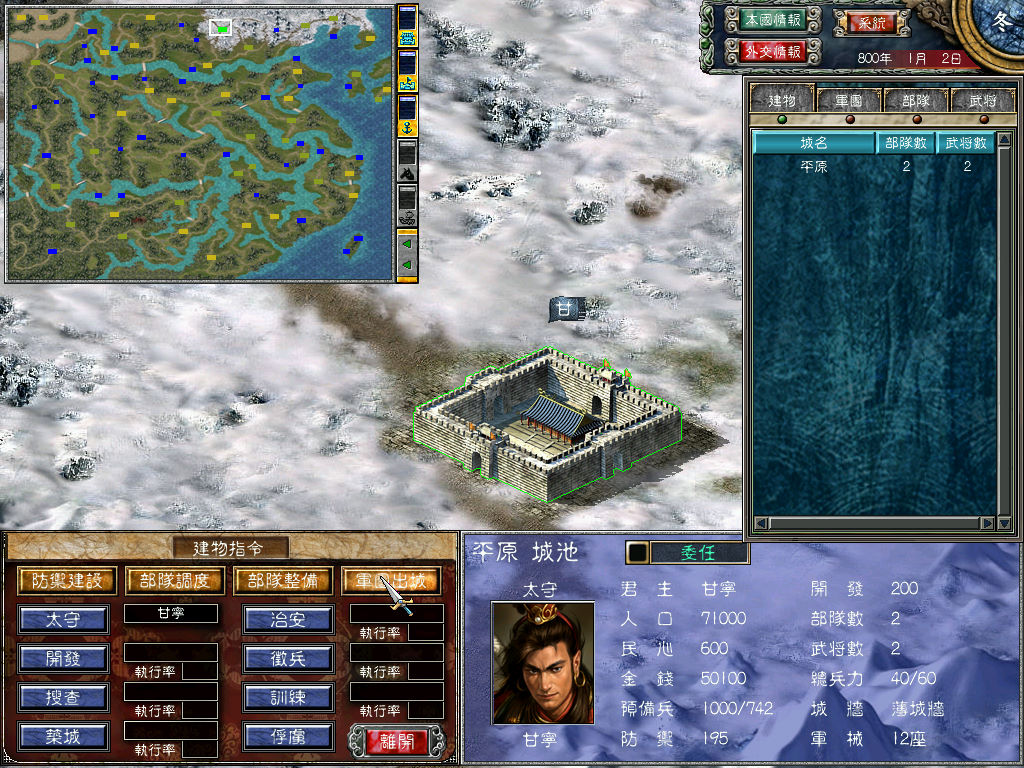 本國情報
系統
冬
外交情報
800年 1月 2日
建物 軍團 部隊 武将
城名 部隊數 武将數
平原 2 2
甘
建物指令
防禦建設 部隊調度 部隊整備 軍團出城
太守 甘寧 治安
執行率
開發 徵兵
執行率 執行率
搜查 訓練
執行率 執行率
築城 俘虜
執行率
離開
平原 城池
委任
太守
甘寧
君主 甘寧
人口 71000
民心 600
金錢 50100
預備兵 1000/742
防禦 195
開發 200
部隊數 2
武将數 2
總兵力 40/60
城牆 薄城牆
軍械 12座